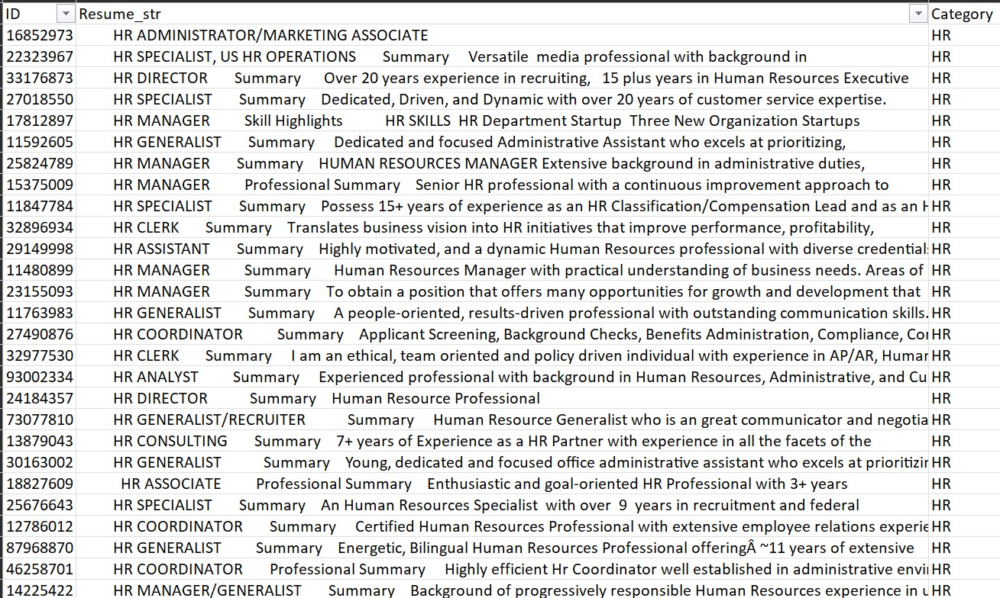 ID Resume_str Category
16852973 HR ADMINISTRATOR/MARKETING ASSOCIATE HR
22323967 HR SPECIALIST, US HR OPERATIONS Summary Versatile media professional with background in HR
33176873 HR DIRECTOR Summary Over 20 years experience in recruiting, 15 plus years in Human Resources Executive HR
27018550 HR SPECIALIST Summary Dedicated, Driven, and Dynamic with over 20 years of customer service expertise. HR
17812897 HR MANAGER Skill Highlights HR SKILLS HR Department Startup Three New Organization Startups HR
11592605 HR GENERALIST Summary Dedicated and focused Administrative Assistant who excels at prioritizing, HR
25824789 HR MANAGER Summary HUMAN RESOURCES MANAGER Extensive background in administrative duties, HR
15375009 HR MANAGER Professional Summary Senior HR professional with a continuous improvement approach to HR
11847784 HR SPECIALIST Summary Possess 15+ years of experience as an HR Classification/Compensation Lead and as an HR
32896934 HR CLERK Summary Translates business vision into HR initiatives that improve performance, profitability, HR
29149998 HR ASSISTANT Summary Highly motivated, and a dynamic Human Resources professional with diverse credentials HR
11480899 HR MANAGER Summary Human Resources Manager with practical understanding of business needs. Areas of HR
23155093 HR MANAGER Summary To obtain a position that offers many opportunities for growth and development that HR
11763983 HR GENERALIST Summary A people-oriented, results-driven professional with outstanding communication skills. HR
27490876 HR COORDINATOR Summary Applicant Screening, Background Checks, Benefits Administration, Compliance, HR
32977530 HR CLERK Summary I am an ethical, team oriented and policy driven individual with experience in AP/AR, Human HR
93002334 HR ANALYST Summary Experienced professional with background in Human Resources, Administrative, and Cu HR
24184357 HR DIRECTOR Summary Human Resource Professional HR
73077810 HR GENERALIST/RECRUITER Summary Human Resource Generalist who is an great communicator and negotia HR
13879043 HR CONSULTING Summary 7+ years of Experience as a HR Partner with experience in all the facets of the HR
30163002 HR GENERALIST Summary Young, dedicated and focused office administrative assistant who excels at prioritizin HR
18827609 HR ASSOCIATE Professional Summary Enthusiastic and goal-oriented HR Professional with 3+ years HR
25676643 HR SPECIALIST Summary An Human Resources Specialist with over 9 years in recruitment and federal HR
12786012 HR COORDINATOR Summary Certified Human Resources Professional with extensive employee relations experie HR
87968870 HR GENERALIST Summary Energetic, Bilingual Human Resources Professional offeringÂ ~11 years of extensive HR
46258701 HR COORDINATOR Professional Summary Highly efficient Hr Coordinator well established in administrative envi HR
14225422 HR MANAGER/GENERALIST Summary Background of progressively responsible Human Resources experience in u HR